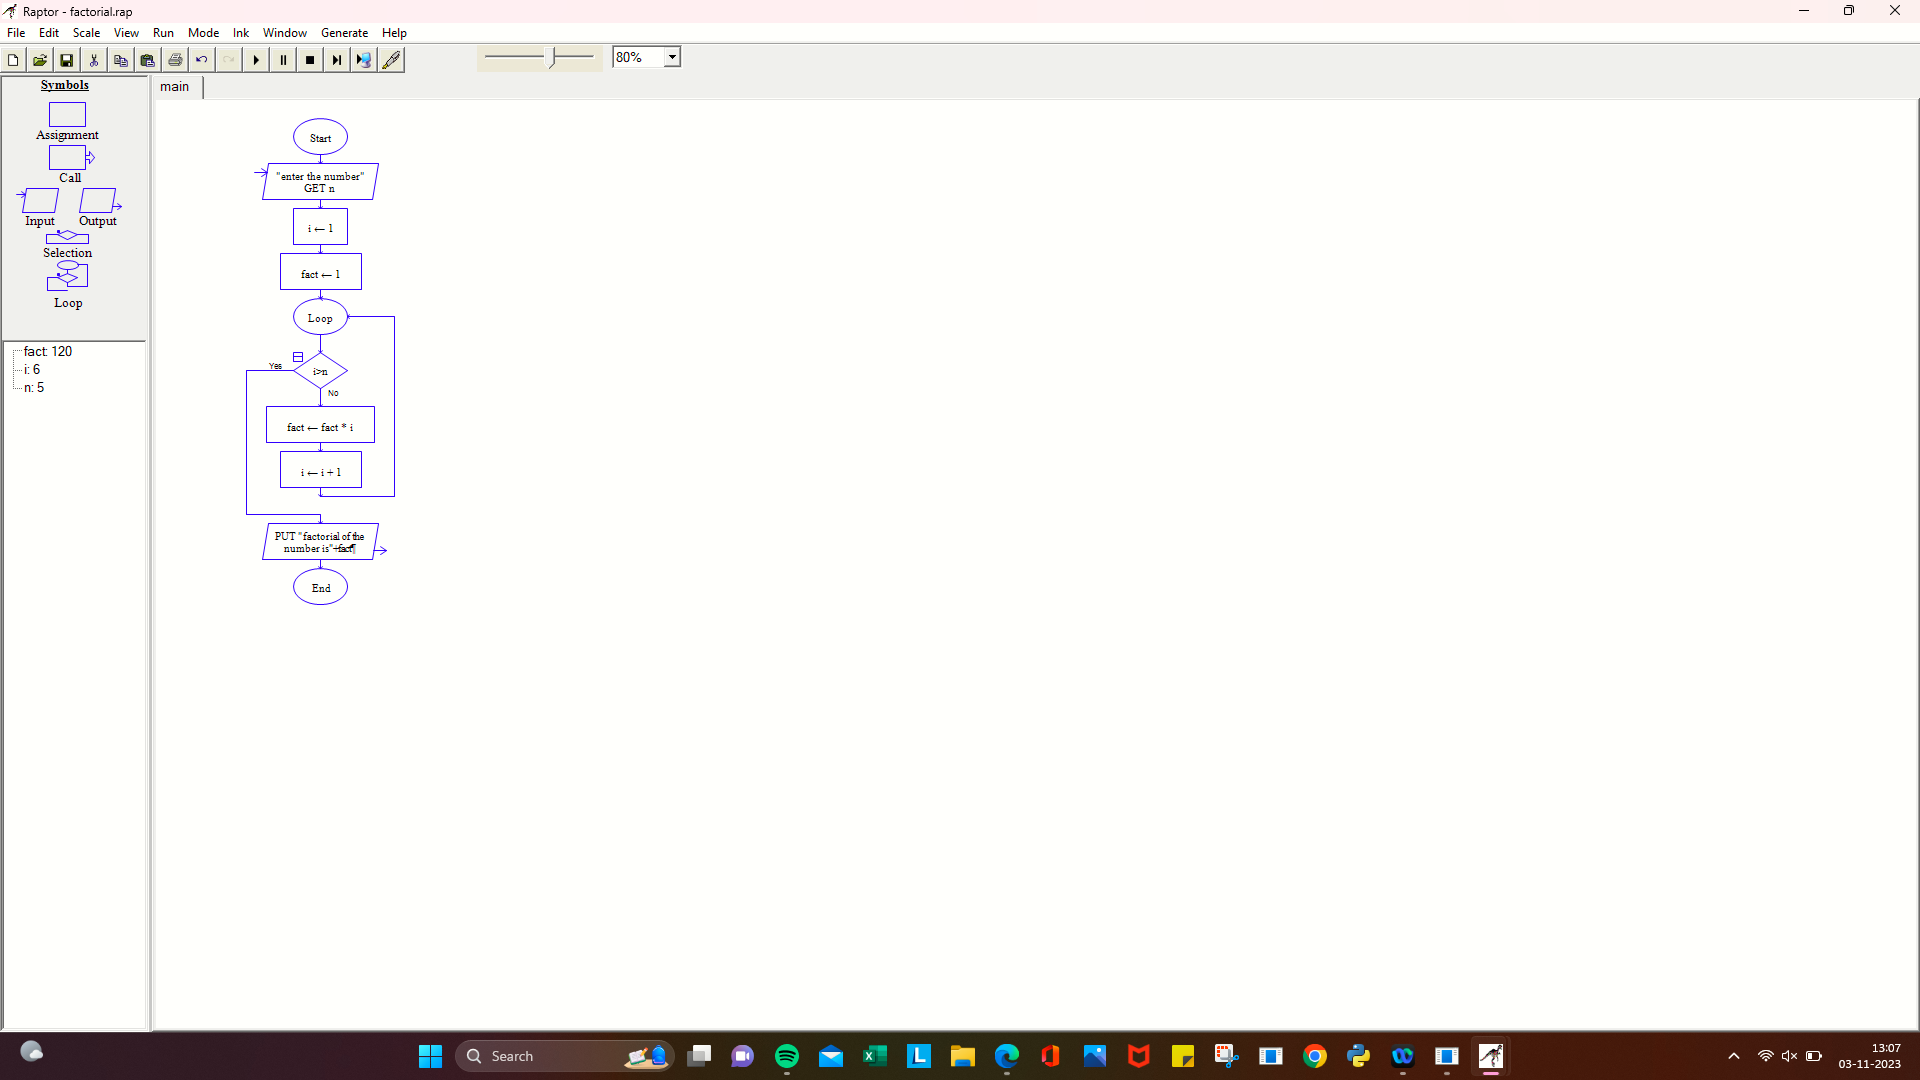 Raptor - factorial.rap
File Edit Scale View Run Mode Ink Window Generate Help
80%
Symbols
Assignment
Call
Input Output
Selection
Loop
fact: 120
i: 6
n: 5
main
Start
"enter the number"
GET n
i ← 1
fact ← 1
Loop
Yes
i>n
No
fact ← fact * i
i ← i + 1
PUT "factorial of the
number is"+fact¶
End
Search
13:07
03-11-2023